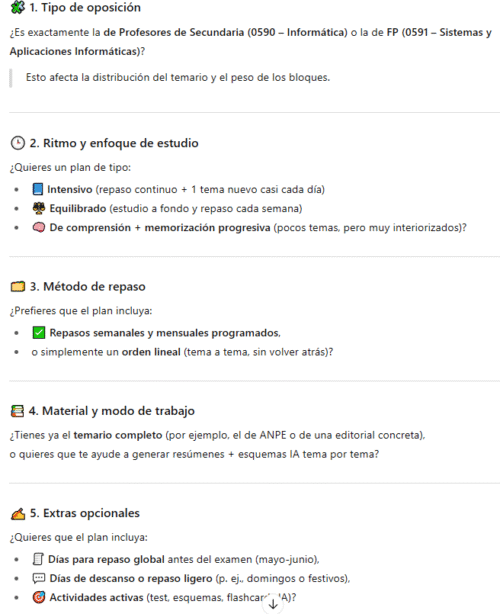 🧩 1. Tipo de oposición
¿Es exactamente la de Profesores de Secundaria (0590 – Informática) o la de FP (0591 – Sistemas y
Aplicaciones Informáticas)?
Esto afecta la distribución del temario y el peso de los bloques.
🕒 2. Ritmo y enfoque de estudio
¿Quieres un plan de tipo:
• 📘 Intensivo (repaso continuo + 1 tema nuevo casi cada día)
• Equilibrado (estudio a fondo y repaso cada semana)
• 🧠 De comprensión + memorización progresiva (pocos temas, pero muy interiorizados)?
🗂️ 3. Método de repaso
¿Prefieres que el plan incluya:
• ✅ Repasos semanales y mensuales programados,
• o simplemente un orden lineal (tema a tema, sin volver atrás)?
📚 4. Material y modo de trabajo
¿Tienes ya el temario completo (por ejemplo, el de ANPE o de una editorial concreta),
o quieres que te ayude a generar resúmenes + esquemas IA tema por tema?
✍️ 5. Extras opcionales
¿Quieres que el plan incluya:
• 🧾 Días para repaso global antes del examen (mayo-junio),
• 💬 Días de descanso o repaso ligero (p. ej., domingos o festivos),
• 🎯 Actividades activas (test, esquemas, flashcar IA)?